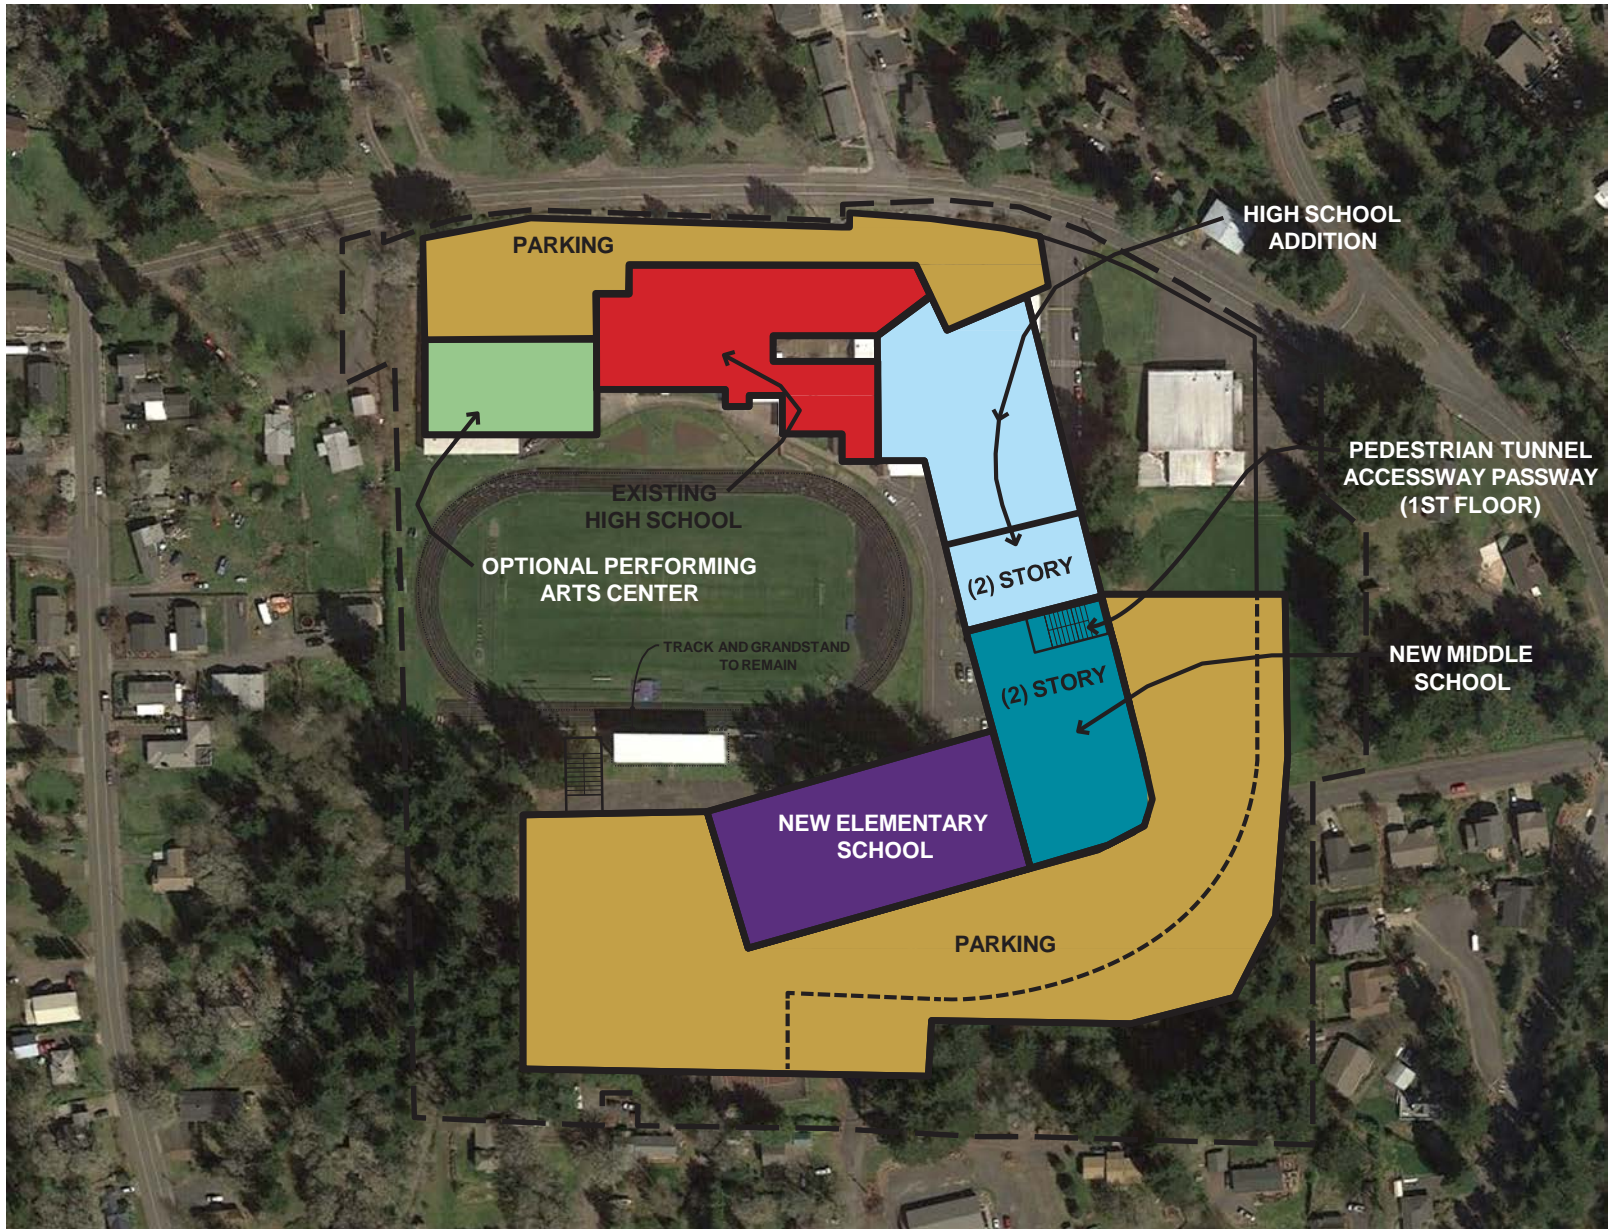 PARKING
HIGH SCHOOL
ADDITION
PEDESTRIAN TUNNEL
ACCESSWAY PASSWAY
(1ST FLOOR)
EXISTING
HIGH SCHOOL
OPTIONAL PERFORMING
ARTS CENTER
(2) STORY
TRACK AND GRANDSTAND
TO REMAIN
(2) STORY
NEW MIDDLE
SCHOOL
NEW ELEMENTARY
SCHOOL
PARKING